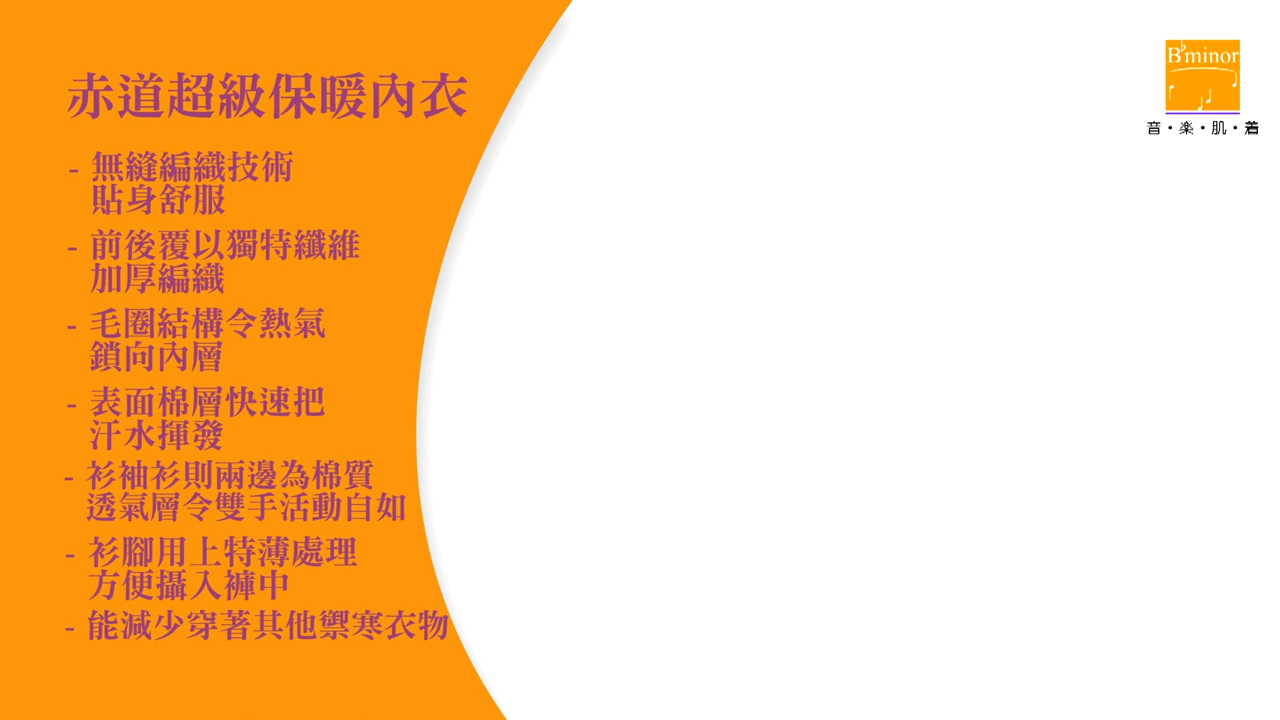 赤道超級保暖內衣
- 無縫編織技術
貼身舒服
- 前後覆以獨特纖維
加厚編織
- 毛圈結構令熱氣
鎖向內層
- 表面棉層快速把
汗水揮發
- 衫袖衫則兩邊為棉質
透氣層令雙手活動自如
- 衫腳用上特薄處理
方便攝入褲中
- 能減少穿著其他禦寒衣物
B♭minor
音・楽・肌・着